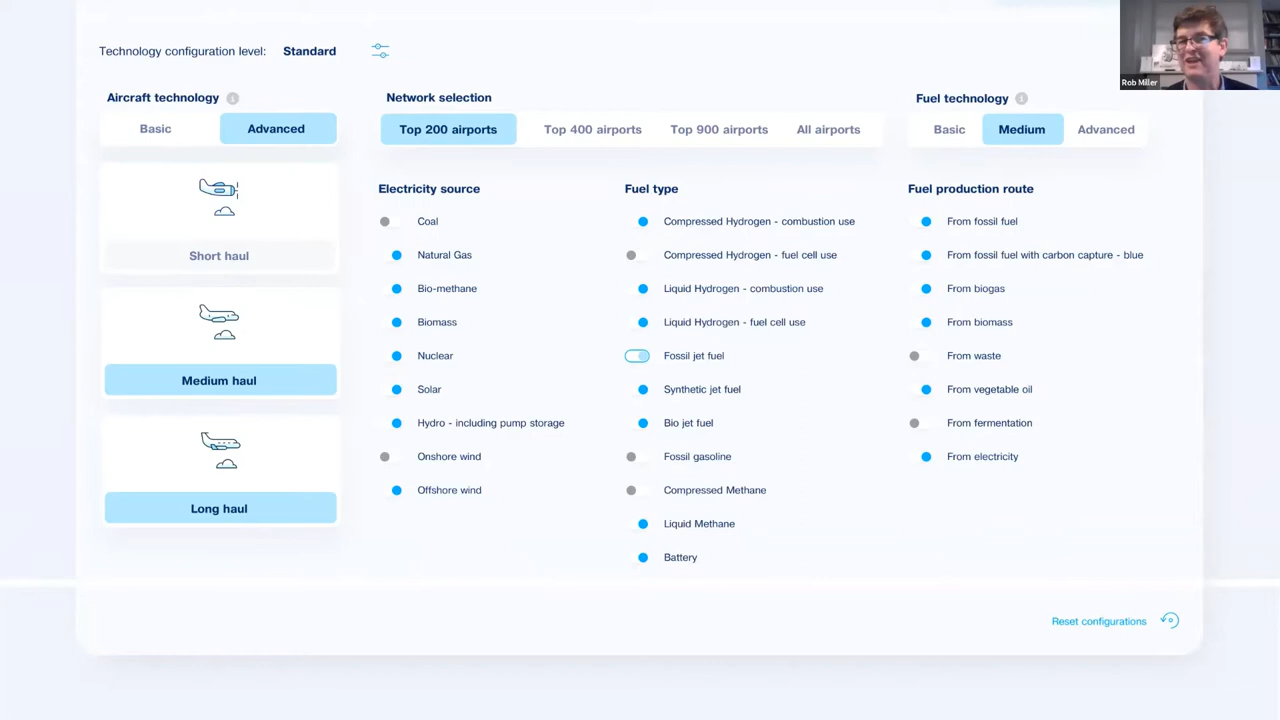 Technology configuration level: Standard
Rob Miller
Aircraft technology
Basic Advanced
Short haul
Medium haul
Long haul
Network selection
Top 200 airports Top 400 airports Top 900 airports All airports
Fuel technology
Basic Medium Advanced
Electricity source
Coal
Natural Gas
Bio-methane
Biomass
Nuclear
Solar
Hydro - including pump storage
Onshore wind
Offshore wind
Fuel type
Compressed Hydrogen - combustion use
Compressed Hydrogen - fuel cell use
Liquid Hydrogen - combustion use
Liquid Hydrogen - fuel cell use
Fossil jet fuel
Synthetic jet fuel
Bio jet fuel
Fossil gasoline
Compressed Methane
Liquid Methane
Battery
Fuel production route
From fossil fuel
From fossil fuel with carbon capture - blue
From biogas
From biomass
From waste
From vegetable oil
From fermentation
From electricity
Reset configurations